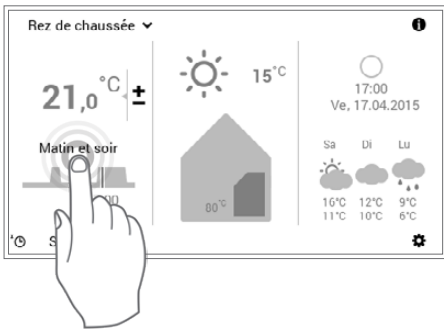 Rez de chaussée
21,0 °C ±
15°C
17:00
Ve, 17.04.2015
Matin et soir
Sa Di Lu
80°C
16°C 12°C 9°C
11°C 10°C 6°C